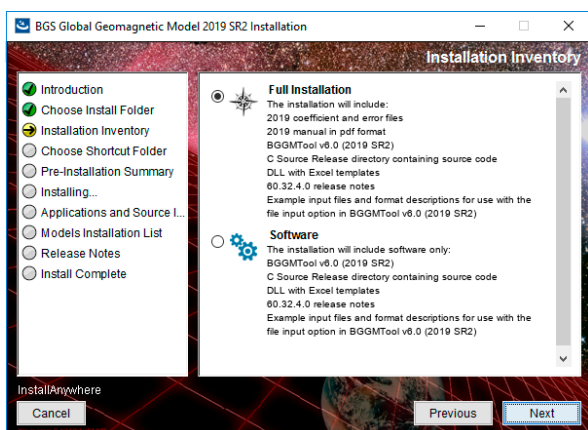 BGS Global Geomagnetic Model 2019 SR2 Installation
Installation Inventory
Introduction
Choose Install Folder
Installation Inventory
Choose Shortcut Folder
Pre-Installation Summary
Installing...
Applications and Source I...
Models Installation List
Release Notes
Install Complete
Full Installation
The installation will include:
2019 coefficient and error files
2019 manual in pdf format
BGGMTool v6.0 (2019 SR2)
C Source Release directory containing source code
DLL with Excel templates
60.32.4.0 release notes
Example input files and format descriptions for use with the
file input option in BGGMTool v6.0 (2019 SR2)
Software
The installation will include software only:
BGGMTool v6.0 (2019 SR2)
C Source Release directory containing source code
DLL with Excel templates
60.32.4.0 release notes
Example input files and format descriptions for use with the
file input option in BGGMTool v6.0 (2019 SR2)
InstallAnywhere
Cancel
Previous
Next